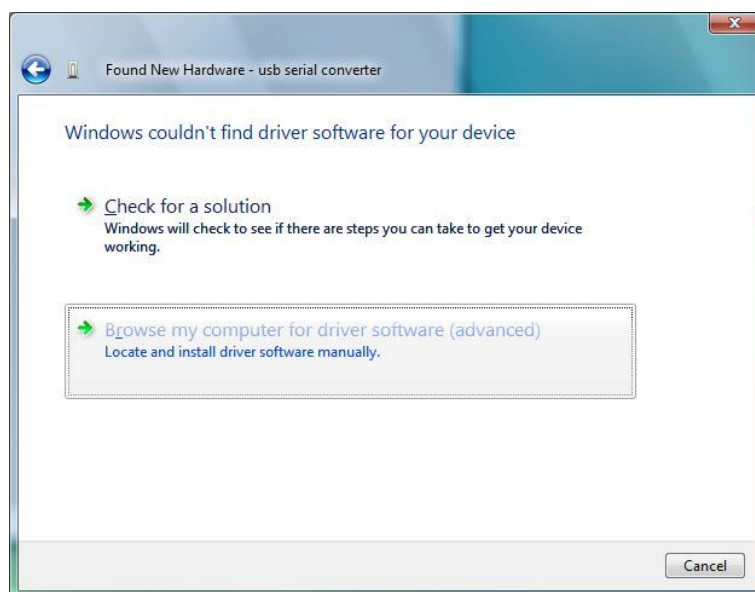 Found New Hardware - usb serial converter
Windows couldn't find driver software for your device
Check for a solution
Windows will check to see if there are steps you can take to get your device
working.
Browse my computer for driver software (advanced)
Locate and install driver software manually.
Cancel